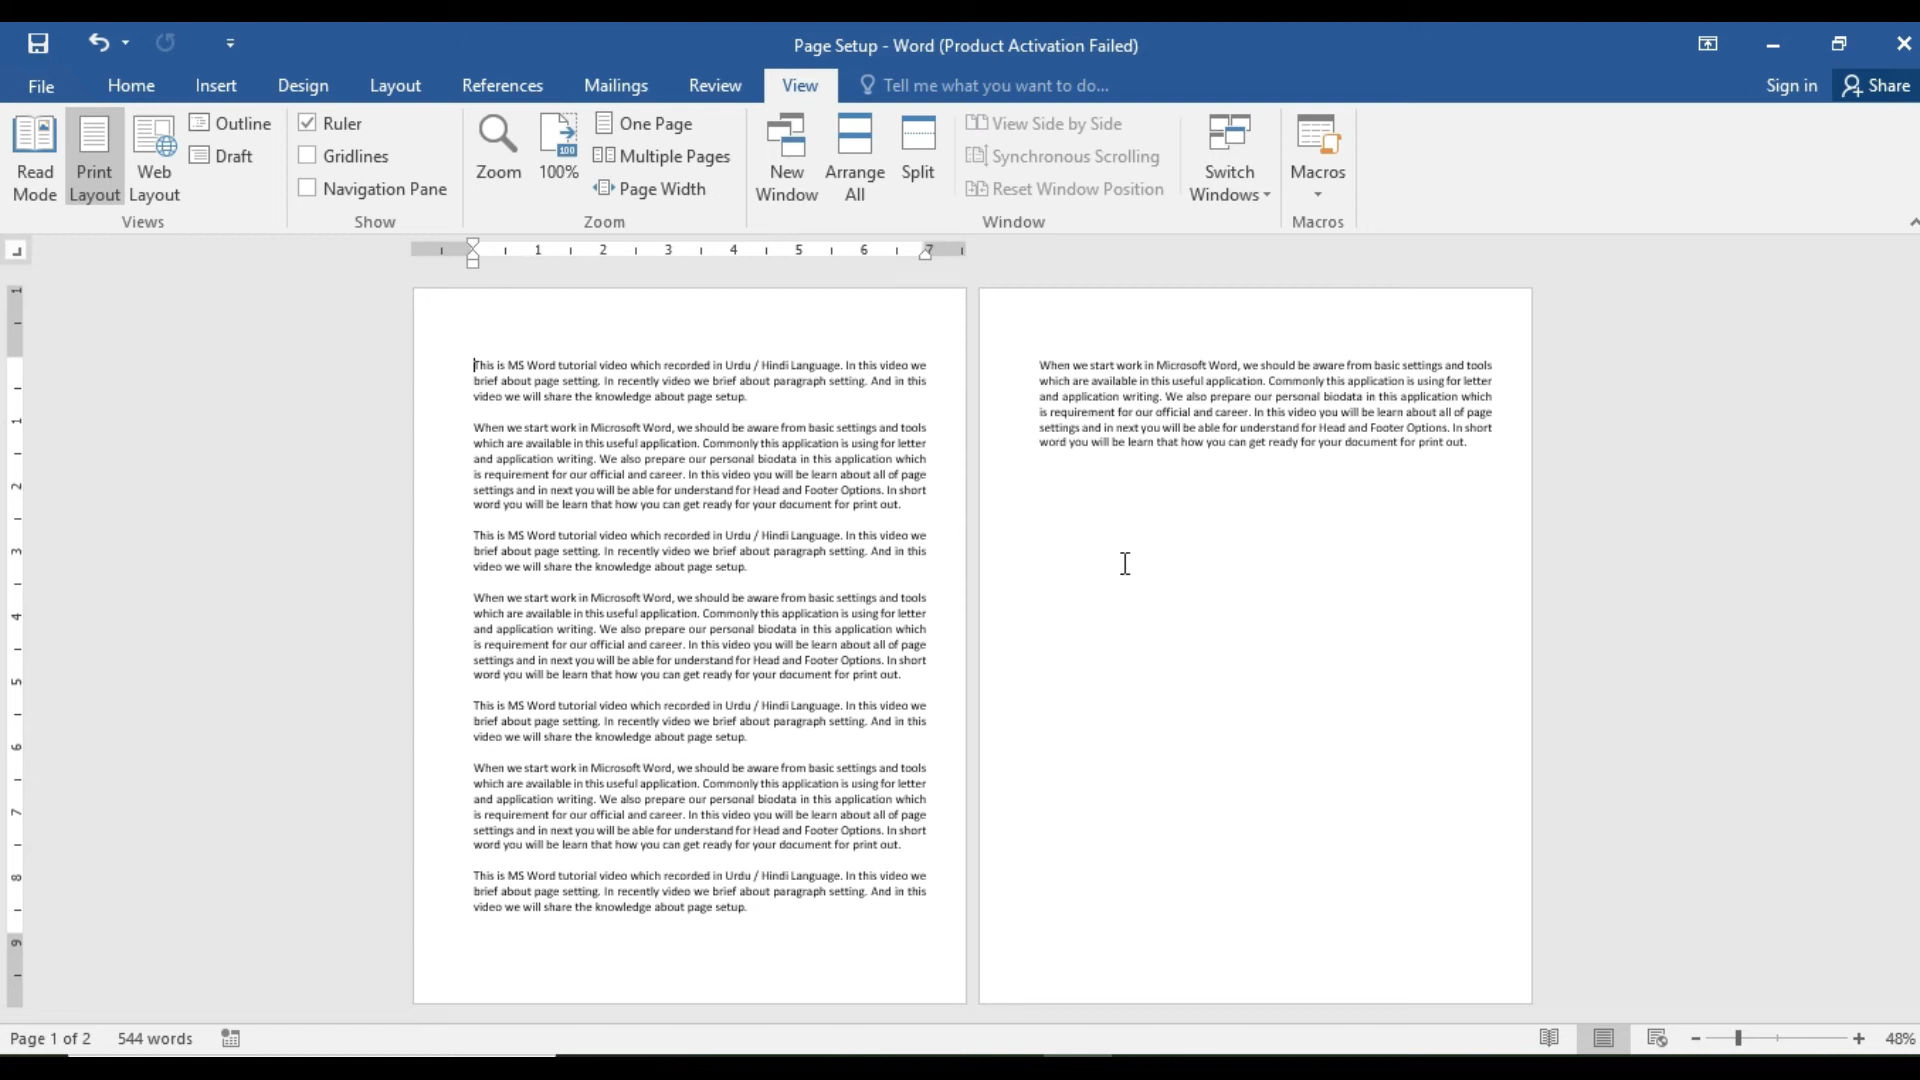 Page Setup - Word (Product Activation Failed)
File Home Insert Design Layout References Mailings Review View Tell me what you want to do... Sign in Share
Read Mode
Print Layout
Web Layout
Outline
Draft
Views
Ruler
Gridlines
Navigation Pane
Show
Zoom
100%
100
One Page
Multiple Pages
Page Width
Zoom
New Window
Arrange All
Split
View Side by Side
Synchronous Scrolling
Reset Window Position
Window
Switch Windows
Macros
Macros
1 2 3 4 5 6 7
1
1
2
3
4
5
6
7
8
9
This is MS Word tutorial video which recorded in Urdu / Hindi Language. In this video we
brief about page setting. In recently video we brief about paragraph setting. And in this
video we will share the knowledge about page setup.
When we start work in Microsoft Word, we should be aware from basic settings and tools
which are available in this useful application. Commonly this application is using for letter
and application writing. We also prepare our personal biodata in this application which
is requirement for our official and career. In this video you will be learn about all of page
settings and in next you will be able for understand for Head and Footer Options. In short
word you will be learn that how you can get ready for your document for print out.
This is MS Word tutorial video which recorded in Urdu / Hindi Language. In this video we
brief about page setting. In recently video we brief about paragraph setting. And in this
video we will share the knowledge about page setup.
When we start work in Microsoft Word, we should be aware from basic settings and tools
which are available in this useful application. Commonly this application is using for letter
and application writing. We also prepare our personal biodata in this application which
is requirement for our official and career. In this video you will be learn about all of page
settings and in next you will be able for understand for Head and Footer Options. In short
word you will be learn that how you can get ready for your document for print out.
This is MS Word tutorial video which recorded in Urdu / Hindi Language. In this video we
brief about page setting. In recently video we brief about paragraph setting. And in this
video we will share the knowledge about page setup.
When we start work in Microsoft Word, we should be aware from basic settings and tools
which are available in this useful application. Commonly this application is using for letter
and application writing. We also prepare our personal biodata in this application which
is requirement for our official and career. In this video you will be learn about all of page
settings and in next you will be able for understand for Head and Footer Options. In short
word you will be learn that how you can get ready for your document for print out.
This is MS Word tutorial video which recorded in Urdu / Hindi Language. In this video we
brief about page setting. In recently video we brief about paragraph setting. And in this
video we will share the knowledge about page setup.
When we start work in Microsoft Word, we should be aware from basic settings and tools
which are available in this useful application. Commonly this application is using for letter
and application writing. We also prepare our personal biodata in this application which
is requirement for our official and career. In this video you will be learn about all of page
settings and in next you will be able for understand for Head and Footer Options. In short
word you will be learn that how you can get ready for your document for print out.
Page 1 of 2 544 words 48%